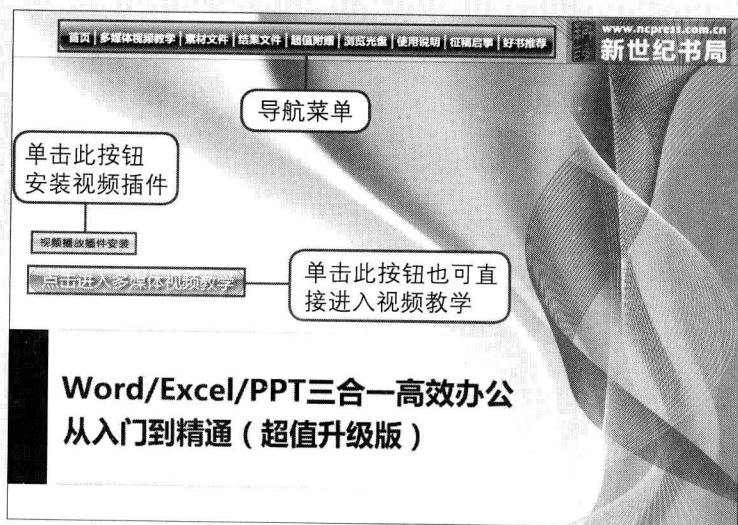 首页 | 多媒体视频教学 | 素材文件 | 结果文件 | 超值附赠 | 浏览光盘 | 使用说明 | 征稿启事 | 好书推荐
www.ncpress.com.cn
新世纪书局
导航菜单
单击此按钮
安装视频插件
视频播放插件安装
点击进入多媒体视频教学
单击此按钮也可直
接进入视频教学
Word/Excel/PPT三合一高效办公
从入门到精通（超值升级版）